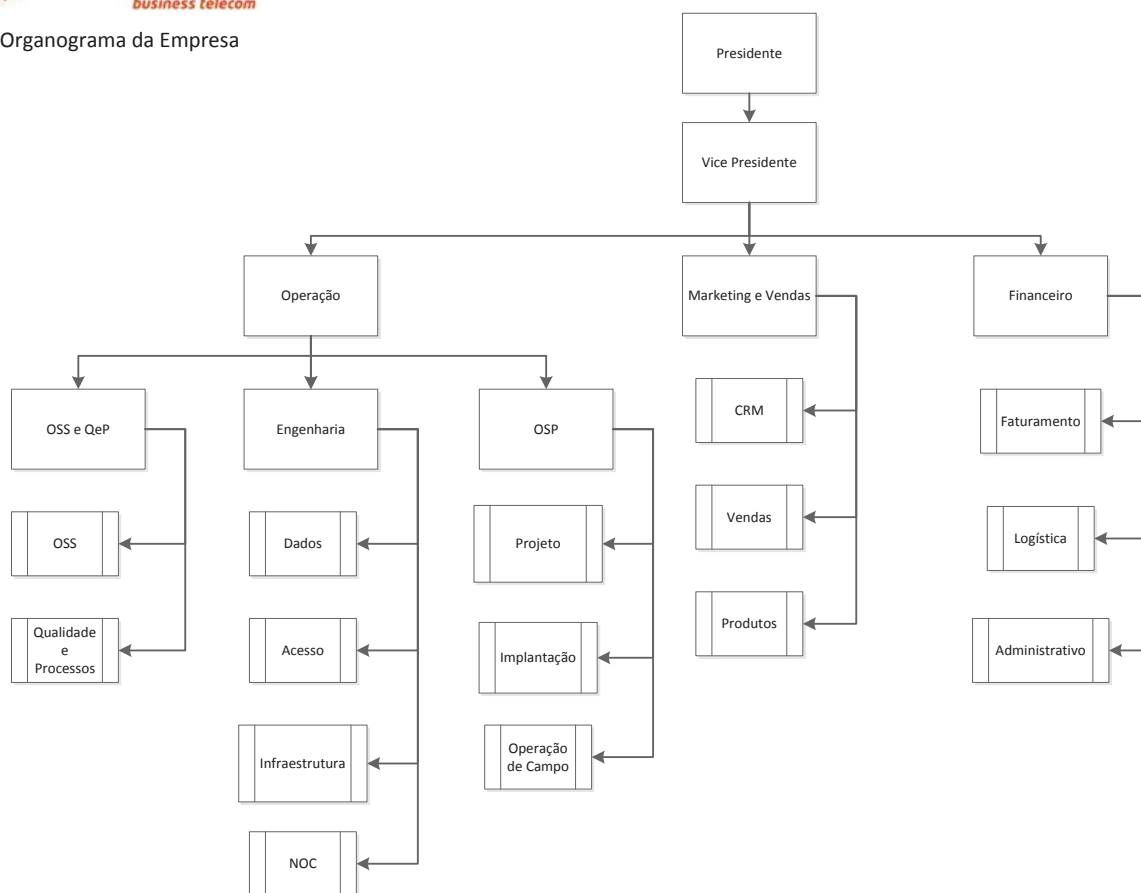 business telecom
Organograma da Empresa
Presidente
Vice Presidente
Operação
Marketing e Vendas
Financeiro
OSS e QeP
Engenharia
OSP
CRM
Faturamento
Vendas
OSS
Dados
Projeto
Logística
Produtos
Qualidade
e
Processos
Acesso
Implantação
Administrativo
Infraestrutura
Operação
de Campo
NOC